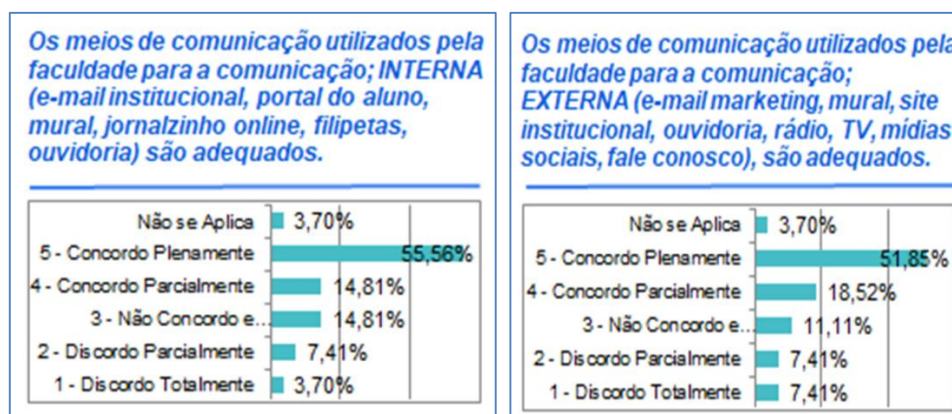 Os meios de comunicação utilizados pela
faculdade para a comunicação; INTERNA
(e-mail institucional, portal do aluno,
mural, jornalzinho online, filipetas,
ouvidoria) são adequados.
Não se Aplica 3,70%
5 - Concordo Plenamente 55,56%
4 - Concordo Parcialmente 14,81%
3 - Não Concordo e... 14,81%
2 - Discordo Parcialmente 7,41%
1 - Discordo Totalmente 3,70%
Os meios de comunicação utilizados pela
faculdade para a comunicação;
EXTERNA (e-mail marketing, mural, site
institucional, ouvidoria, rádio, TV, mídias
sociais, fale conosco), são adequados.
Não se Aplica 3,70%
5 - Concordo Plenamente 51,85%
4 - Concordo Parcialmente 18,52%
3 - Não Concordo e... 11,11%
2 - Discordo Parcialmente 7,41%
1 - Discordo Totalmente 7,41%